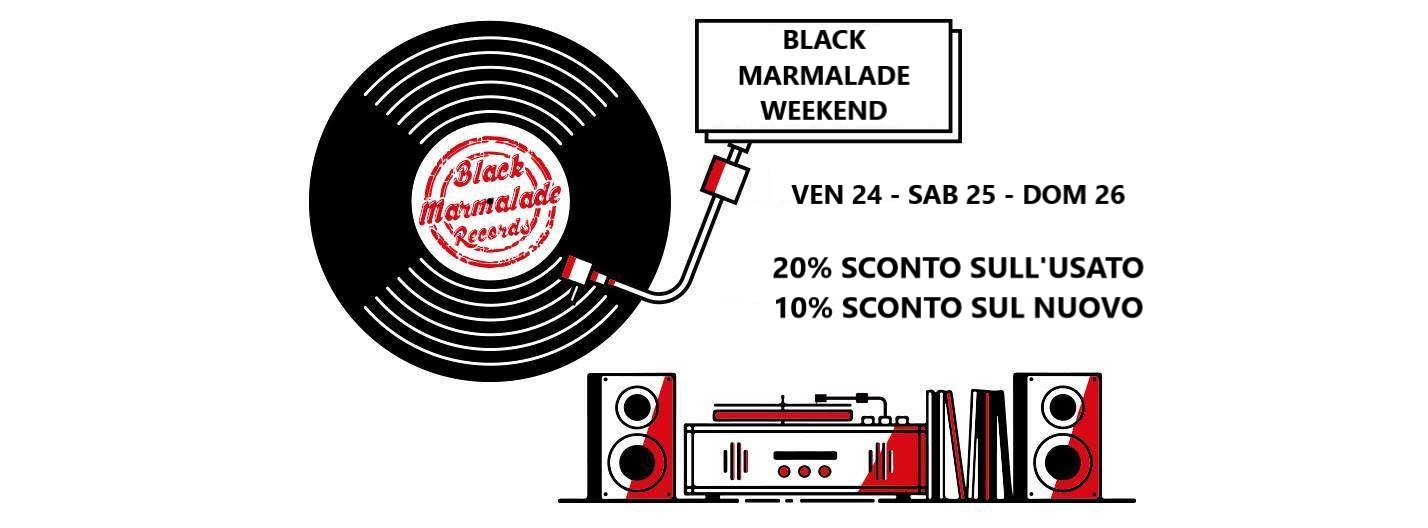 Black
Marmalade
Records
BLACK
MARMALADE
WEEKEND
VEN 24 - SAB 25 - DOM 26
20% SCONTO SULL'USATO
10% SCONTO SUL NUOVO